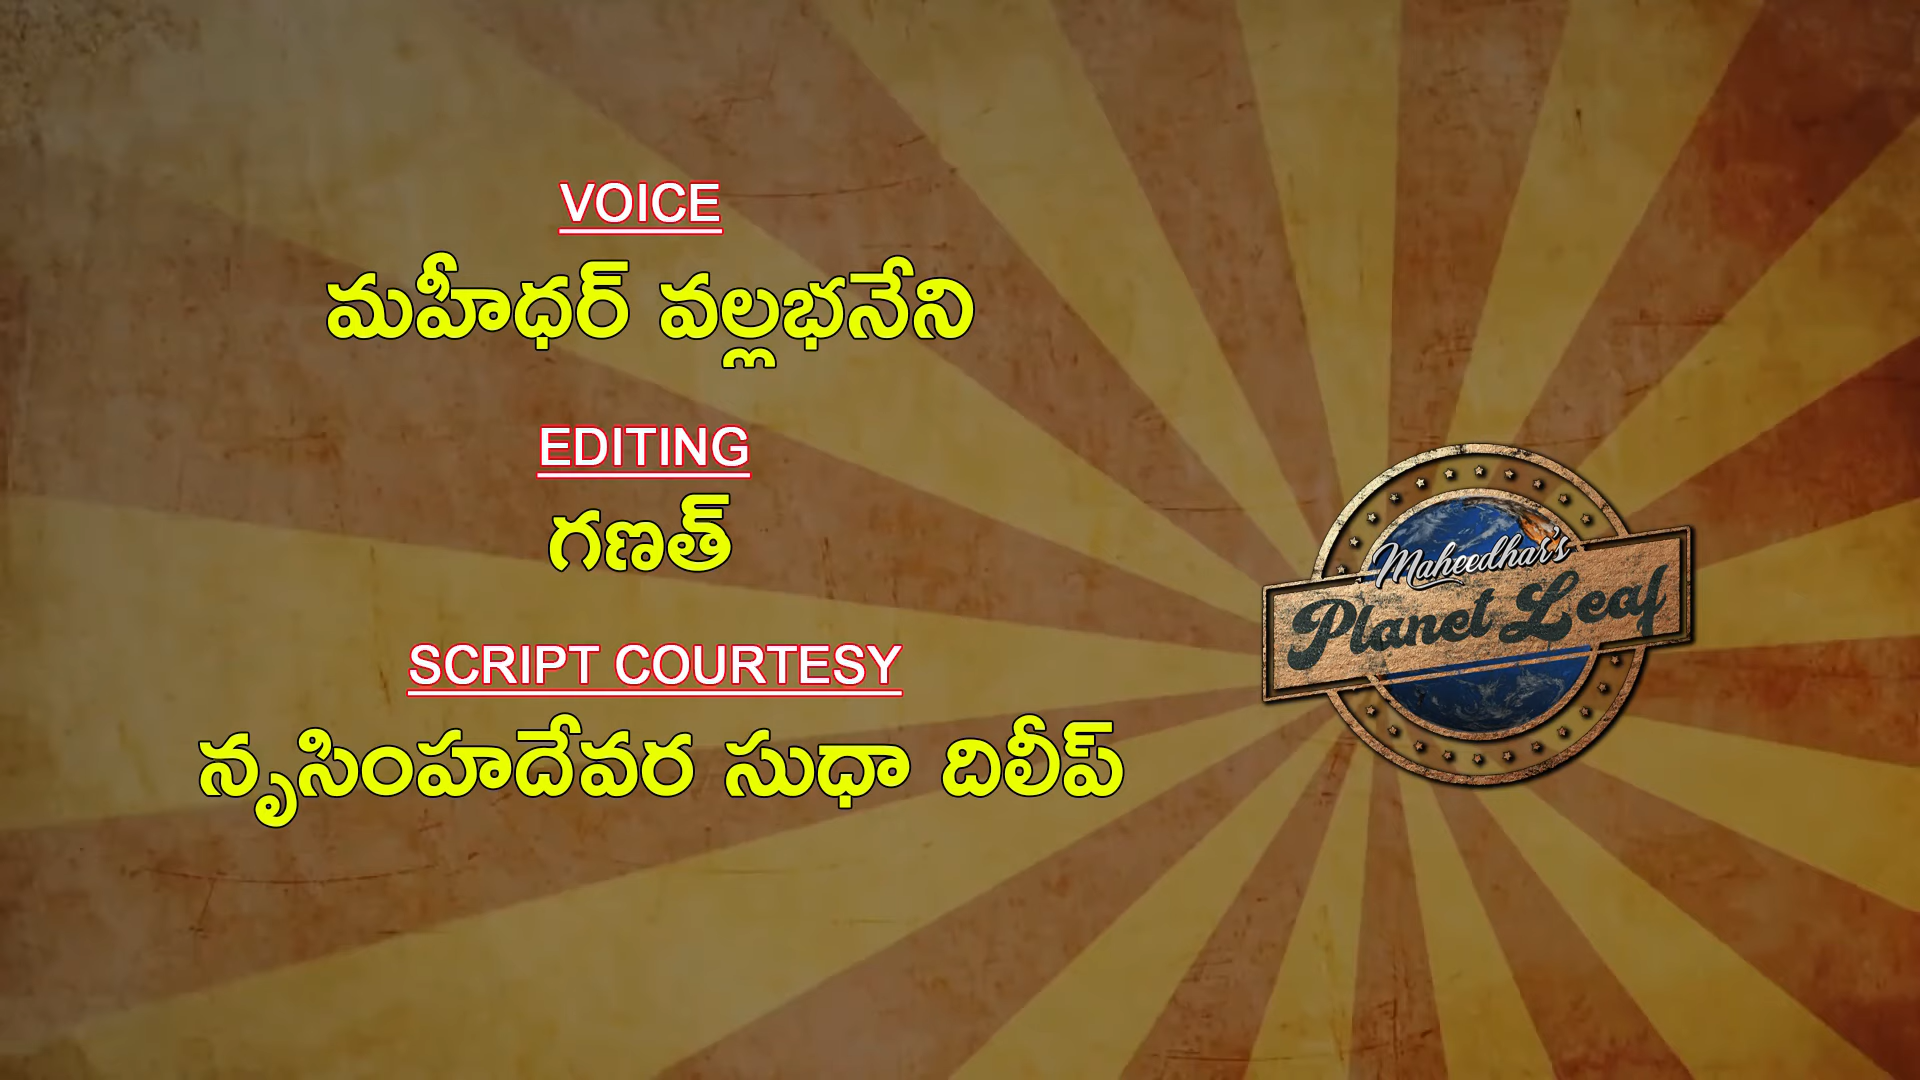 VOICE
మహీధర్ వల్లభనేని
EDITING
గణత్
SCRIPT COURTESY
నృసింహదేవర సుధా దిలీప్
Maheedhar's
Planet Leaf